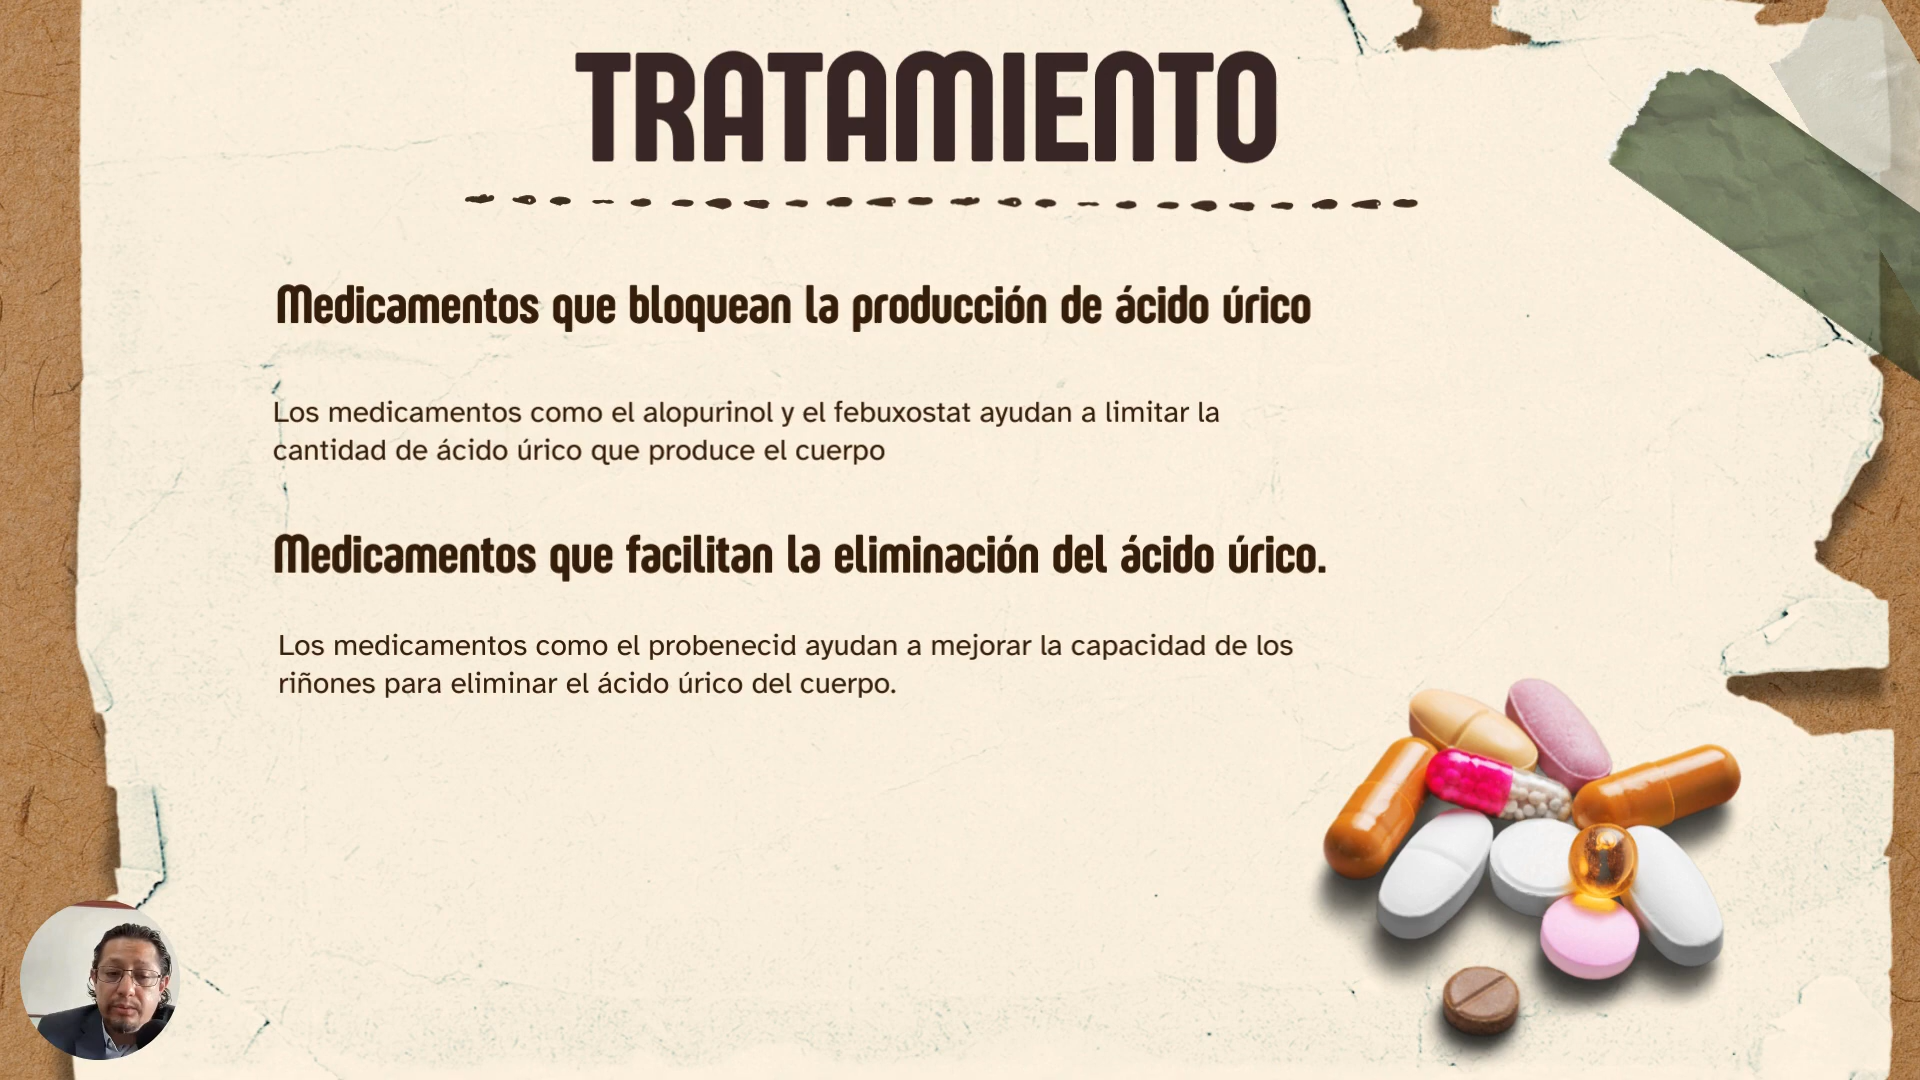 TRATAMIENTO
Medicamentos que bloquean la producción de ácido úrico
Los medicamentos como el alopurinol y el febuxostat ayudan a limitar la
cantidad de ácido úrico que produce el cuerpo
Medicamentos que facilitan la eliminación del ácido úrico.
Los medicamentos como el probenecid ayudan a mejorar la capacidad de los
riñones para eliminar el ácido úrico del cuerpo.